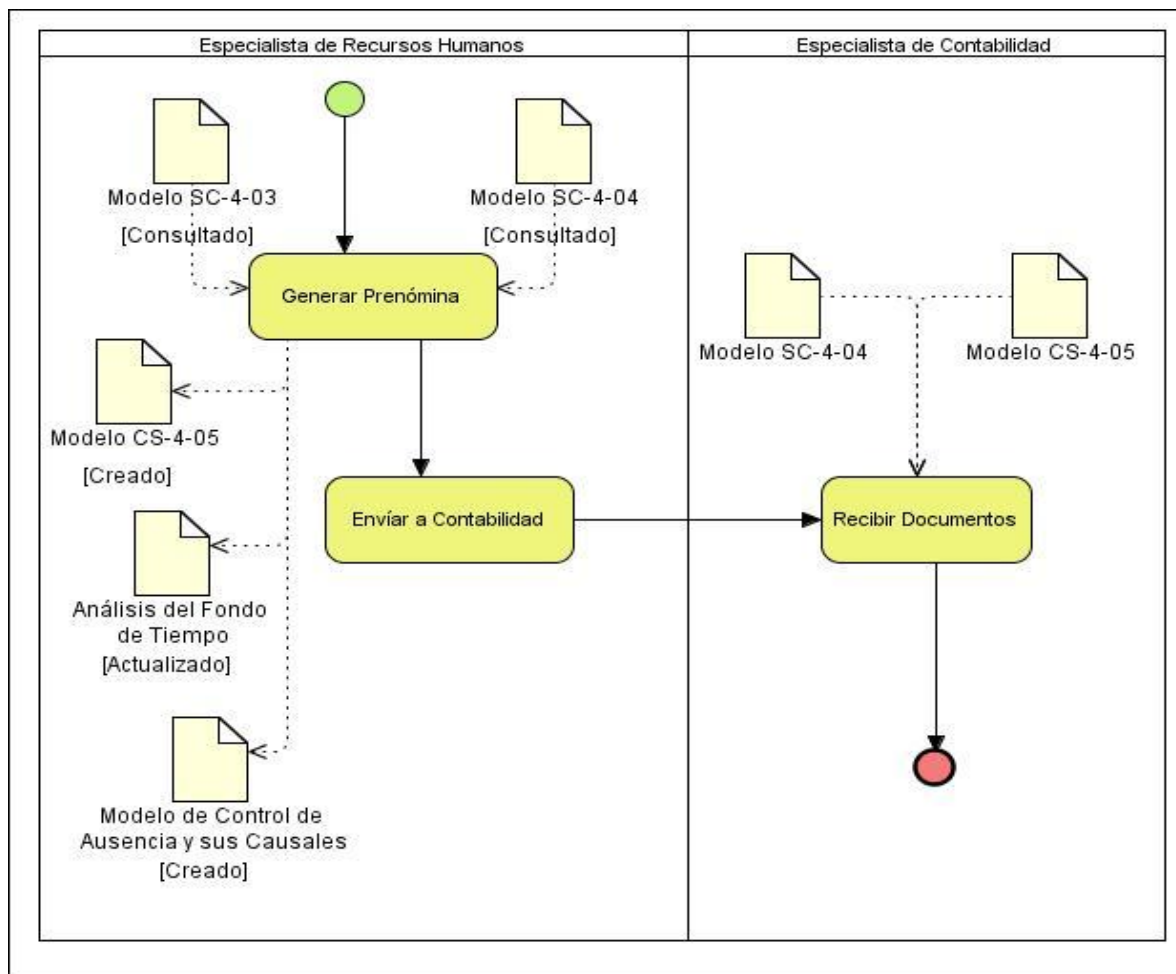 Especialista de Recursos Humanos
Especialista de Contabilidad
Modelo SC-4-03
[Consultado]
Modelo SC-4-04
[Consultado]
Generar Prenómina
Modelo CS-4-05
[Creado]
Envíar a Contabilidad
Análisis del Fondo
de Tiempo
[Actualizado]
Modelo de Control de
Ausencia y sus Causales
[Creado]
Modelo SC-4-04
Modelo CS-4-05
Recibir Documentos